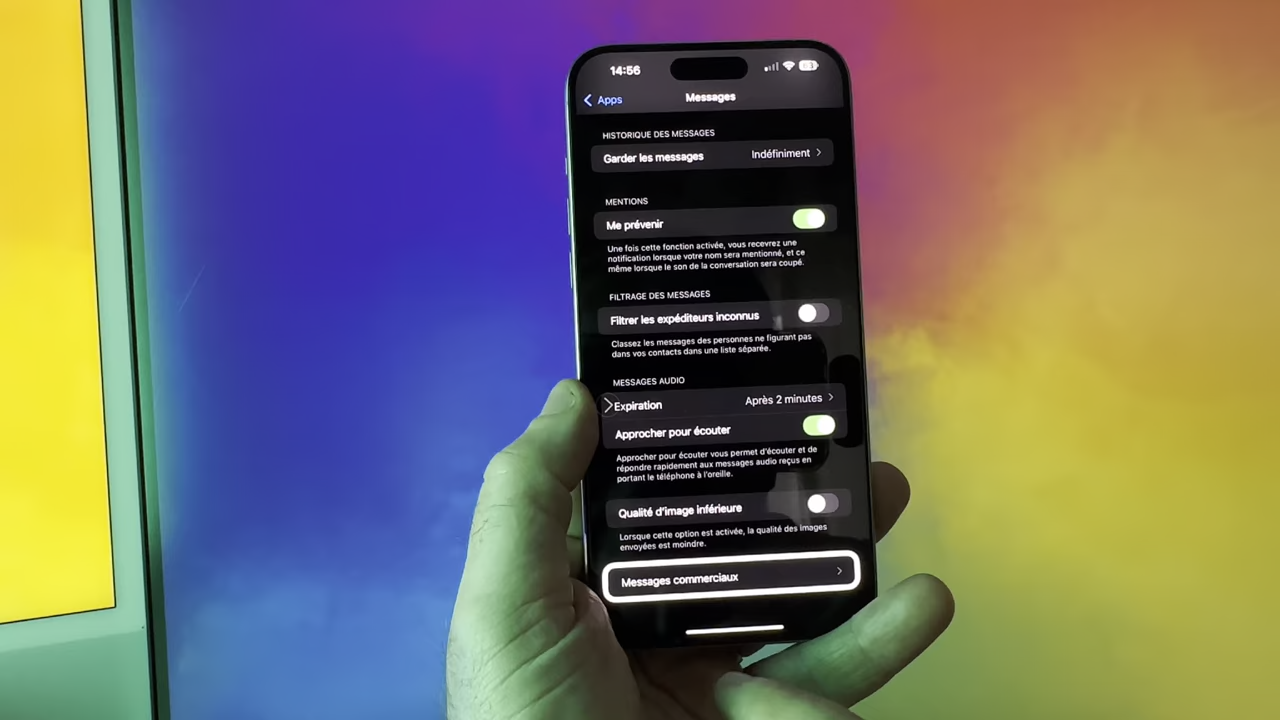 14:56
Apps
Messages
HISTORIQUE DES MESSAGES
Garder les messages Indéfiniment
MENTIONS
Me prévenir
Une fois cette fonction activée, vous recevrez une
notification lorsque votre nom sera mentionné, et ce
même lorsque le son de la conversation sera coupé.
FILTRAGE DES MESSAGES
Filtrer les expéditeurs inconnus
Classez les messages des personnes ne figurant pas
dans vos contacts dans une liste séparée.
MESSAGES AUDIO
Expiration Après 2 minutes
Approcher pour écouter
Approcher pour écouter vous permet d'écouter et de
répondre rapidement aux messages audio reçus en
portant le téléphone à l'oreille.
Qualité d'image inférieure
Lorsque cette option est activée, la qualité des images
envoyées est moindre.
Messages commerciaux